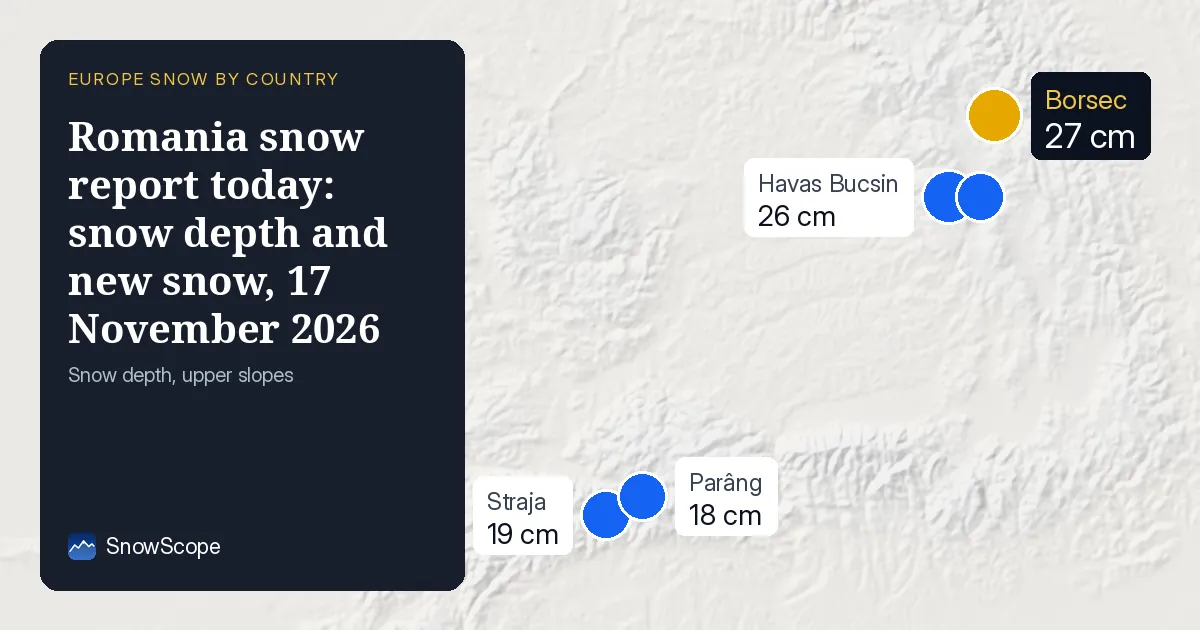 EUROPE SNOW BY COUNTRY
Romania snow
report today:
snow depth and
new snow, 17
November 2026
Snow depth, upper slopes
SnowScope
Borsec
27 cm
Havas Bucsin
26 cm
Straja
19 cm
Parâng
18 cm